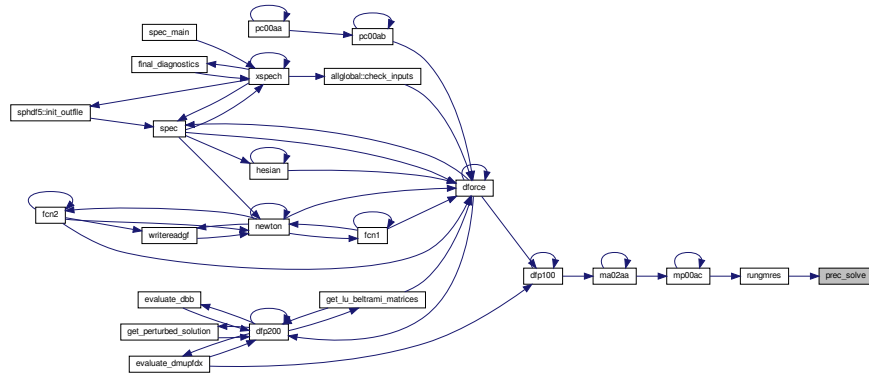 pc00aa
pc00ab
spec_main
final_diagnostics
xspech
allglobal::check_inputs
sphdf5::init_outfile
spec
hesian
dforce
fcn2
newton
writereadgf
fcn1
dfp100
ma02aa
mp00ac
rungmres
prec_solve
evaluate_dbb
get_lu_beltrami_matrices
get_perturbed_solution
dfp200
evaluate_dmupfdx